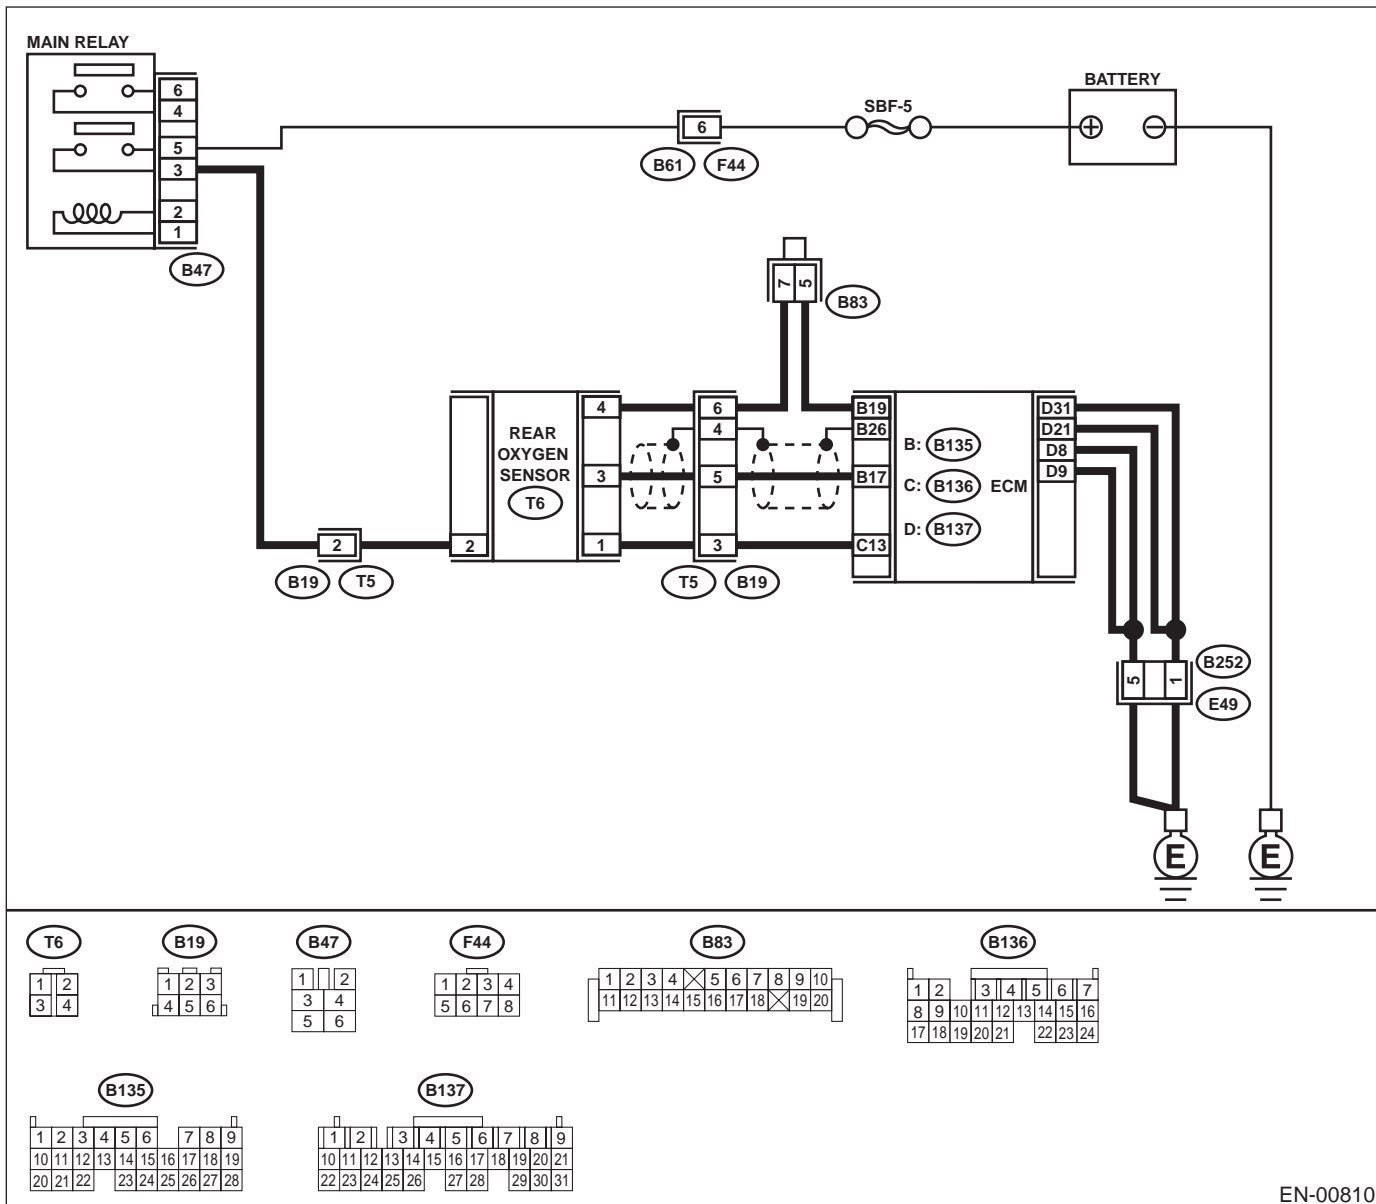 MAIN RELAY
BATTERY
SBF-5
6
4
5
3
2
1
B47
6
B61 F44
7 5
B83
REAR
OXYGEN
SENSOR
T6
2
4
3
1
6
4
5
3
T5 B19
2
B19 T5
B19
B26
B17
C13
B: B135
C: B136 ECM
D: B137
D31
D21
D8
D9
5 1
B252
E49
E E
T6 B19 B47 F44 B83 B136
1 2
3 4
1 2 3
4 5 6
1 2
3 4
5 6
1 2 3 4
5 6 7 8
1 2 3 4 5 6 7 8 9 10
11 12 13 14 15 16 17 18 19 20
1 2 3 4 5 6 7
8 9 10 11 12 13 14 15 16
17 18 19 20 21 22 23 24
B135 B137
1 2 3 4 5 6 7 8 9
10 11 12 13 14 15 16 17 18 19
20 21 22 23 24 25 26 27 28
1 2 3 4 5 6 7 8 9
10 11 12 13 14 15 16 17 18 19 20 21
22 23 24 25 26 27 28 29 30 31
EN-00810